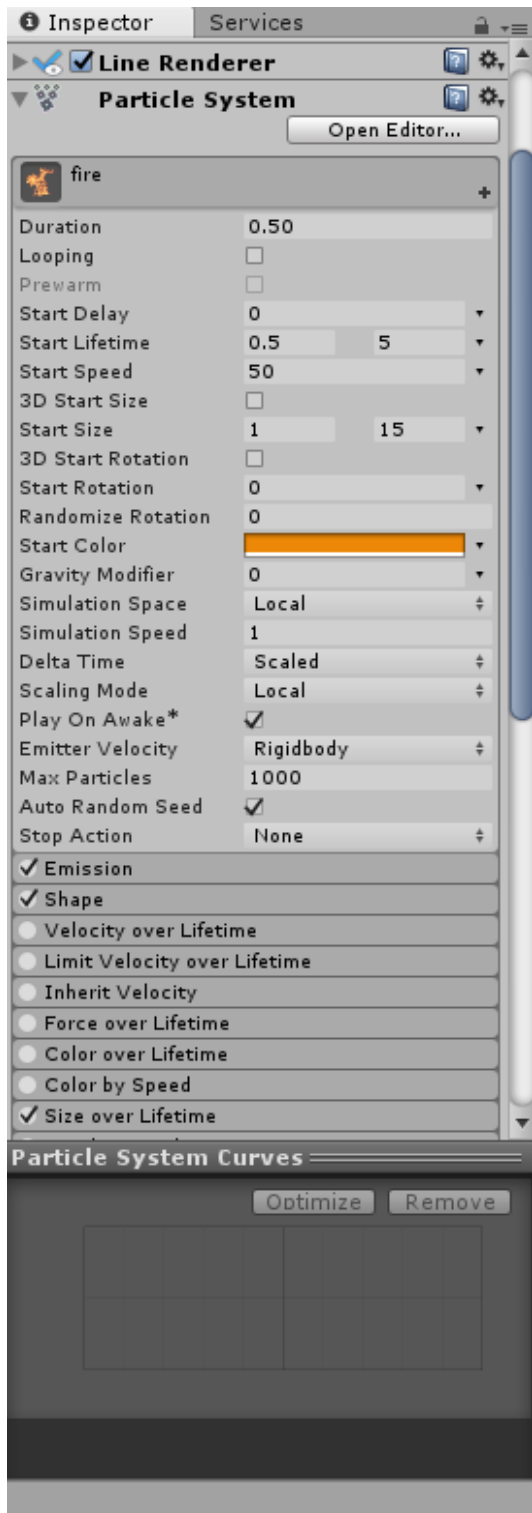 Inspector Services
Line Renderer
Particle System
Open Editor...
fire
Duration 0.50
Looping
Prewarm
Start Delay 0
Start Lifetime 0.5 5
Start Speed 50
3D Start Size
Start Size 1 15
3D Start Rotation
Start Rotation 0
Randomize Rotation 0
Start Color
Gravity Modifier 0
Simulation Space Local
Simulation Speed 1
Delta Time Scaled
Scaling Mode Local
Play On Awake*
Emitter Velocity Rigidbody
Max Particles 1000
Auto Random Seed
Stop Action None
Emission
Shape
Velocity over Lifetime
Limit Velocity over Lifetime
Inherit Velocity
Force over Lifetime
Color over Lifetime
Color by Speed
Size over Lifetime
Particle System Curves
Optimize Remove